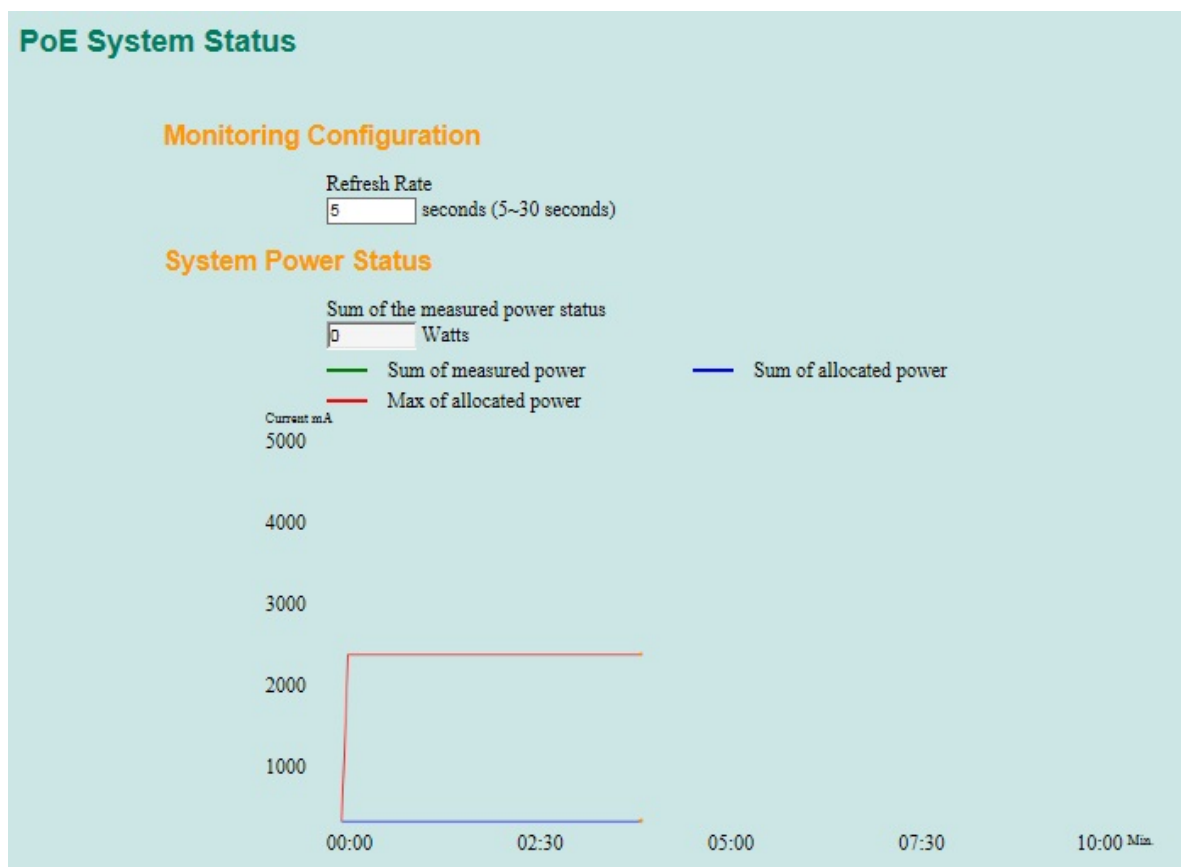 PoE System Status
Monitoring Configuration
Refresh Rate
5 seconds (5~30 seconds)
System Power Status
Sum of the measured power status
0 Watts
Sum of measured power Sum of allocated power
Max of allocated power
Current mA
5000
4000
3000
2000
1000
00:00 02:30 05:00 07:30 10:00 Min.